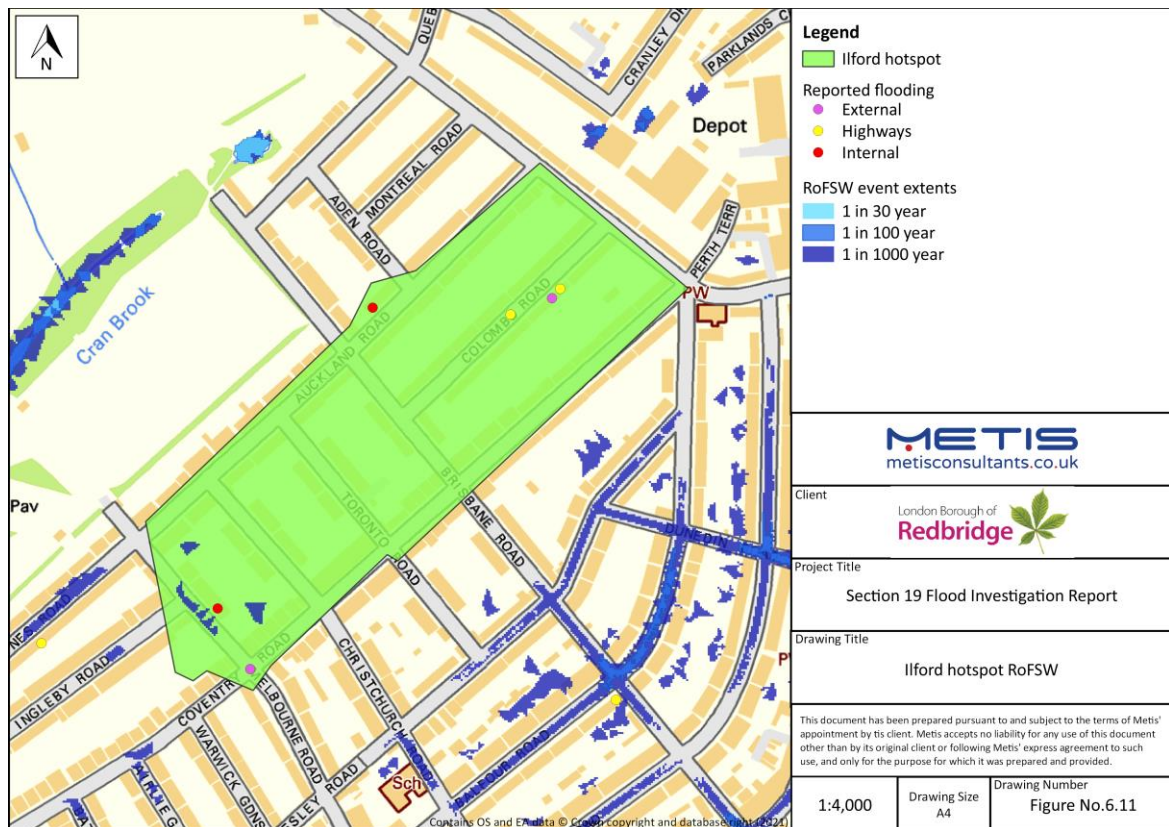 N
QUEB
CRANLEY DR
PARKLANDS C
Depot
MONTREAL ROAD
ADEN ROAD
PERTH TERR
PW
Cran Brook
COLOMBO ROAD
AUCKLAND ROAD
Pav
BRISBANE ROAD
TORONTO ROAD
DUNEDIN
NESS ROAD
INGLEBY ROAD
COVENTRY ROAD
MELBOURNE ROAD
CHRISTCHURCH ROAD
WARWICK GDNS
BALFOUR ROAD
SLEY ROAD
Sch
Contains OS and EA data © Crown copyright and database right (2021)
Legend
Ilford hotspot
Reported flooding
External
Highways
Internal
RoFSW event extents
1 in 30 year
1 in 100 year
1 in 1000 year
METIS
metisconsultants.co.uk
Client
London Borough of
Redbridge
Project Title
Section 19 Flood Investigation Report
Drawing Title
Ilford hotspot RoFSW
This document has been prepared pursuant to and subject to the terms of Metis'
appointment by tis client. Metis accepts no liability for any use of this document
other than by its original client or following Metis' express agreement to such
use, and only for the purpose for which it was prepared and provided.
1:4,000
Drawing Size
A4
Drawing Number
Figure No.6.11